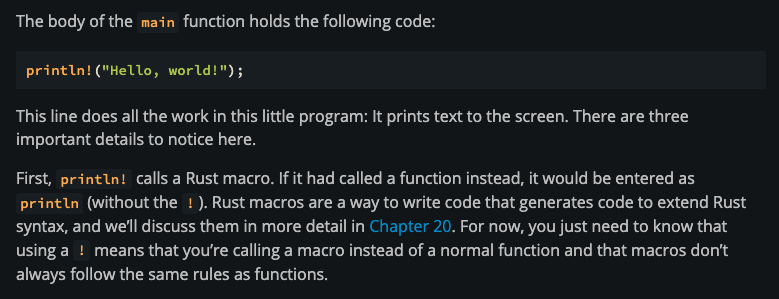 The body of the main function holds the following code:
println!("Hello, world!");
This line does all the work in this little program: It prints text to the screen. There are three
important details to notice here.
First, println! calls a Rust macro. If it had called a function instead, it would be entered as
println (without the !). Rust macros are a way to write code that generates code to extend Rust
syntax, and we’ll discuss them in more detail in Chapter 20. For now, you just need to know that
using a ! means that you’re calling a macro instead of a normal function and that macros don’t
always follow the same rules as functions.